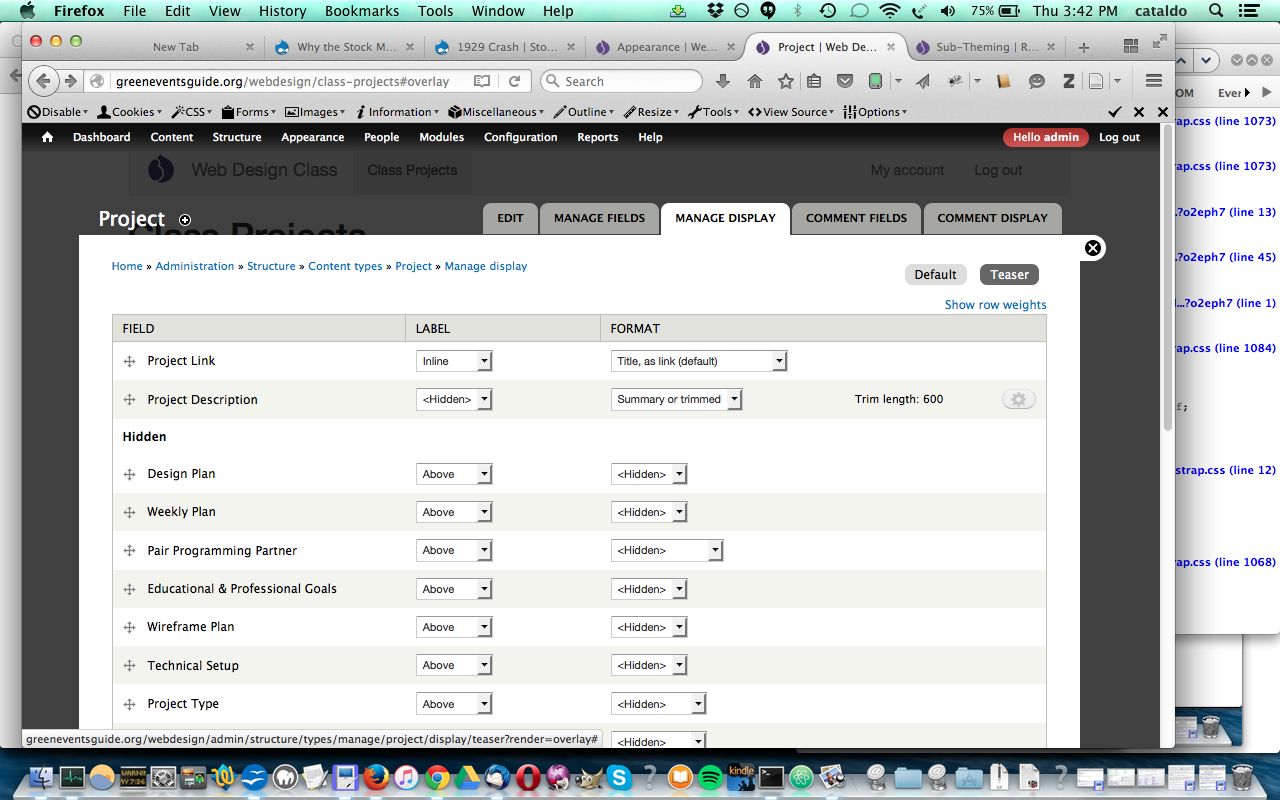 Firefox File Edit View History Bookmarks Tools Window Help 75% Thu 3:42 PM cataldo
New Tab Why the Stock M... 1929 Crash | Sto... Appearance | We... Project | Web De... Sub-Theming | R...
greeneventsguide.org/webdesign/class-projects#overlay Search
Disable Cookies CSS Forms Images Information Miscellaneous Outline Resize Tools View Source Options
OM Ever
Dashboard Content Structure Appearance People Modules Configuration Reports Help Hello admin Log out
rap.css (line 1073)
Web Design Class Class Projects My account Log out
rap.css (line 1073)
Project EDIT MANAGE FIELDS MANAGE DISPLAY COMMENT FIELDS COMMENT DISPLAY
Class Projects
...?o2eph7 (line 13)
Home » Administration » Structure » Content types » Project » Manage display
..?o2eph7 (line 45)
Default Teaser
Show row weights
l...?o2eph7 (line 1)
FIELD LABEL FORMAT
Project Link Inline Title, as link (default)
rap.css (line 1084)
Project Description <Hidden> Summary or trimmed Trim length: 600
f;
Hidden
Design Plan Above <Hidden>
strap.css (line 12)
Weekly Plan Above <Hidden>
Pair Programming Partner Above <Hidden>
rap.css (line 1068)
Educational & Professional Goals Above <Hidden>
Wireframe Plan Above <Hidden>
Technical Setup Above <Hidden>
Project Type Above <Hidden>
<Hidden>
greeneventsguide.org/webdesign/admin/structure/types/manage/project/display/teaser?render=overlay#
kindle